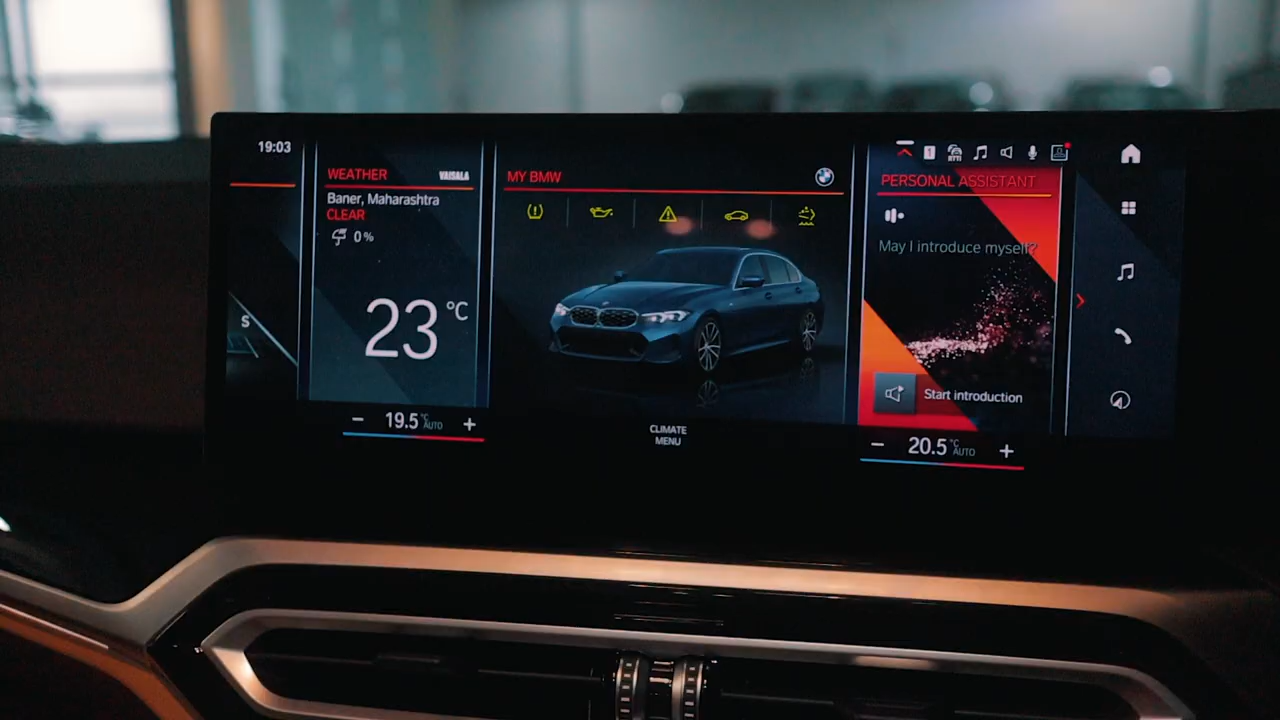 19:03
S
WEATHER
VAISALA
Baner, Maharashtra
CLEAR
0 %
23 °C
MY BMW
1
PERSONAL ASSISTANT
May I introduce myself?
Start introduction
− 19.5 °C AUTO +
CLIMATE
MENU
− 20.5 °C AUTO +